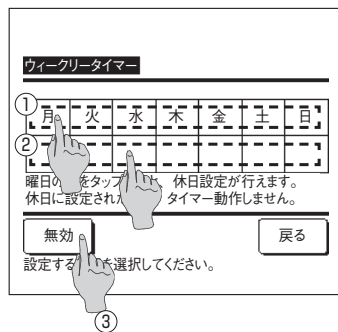 ウィークリータイマー
①
月 火 水 木 金 土 日
②
曜日の をタップ 、休日設定が行えます。
休日に設定された タイマー動作しません。
無効 戻る
設定する を選択してください。
③